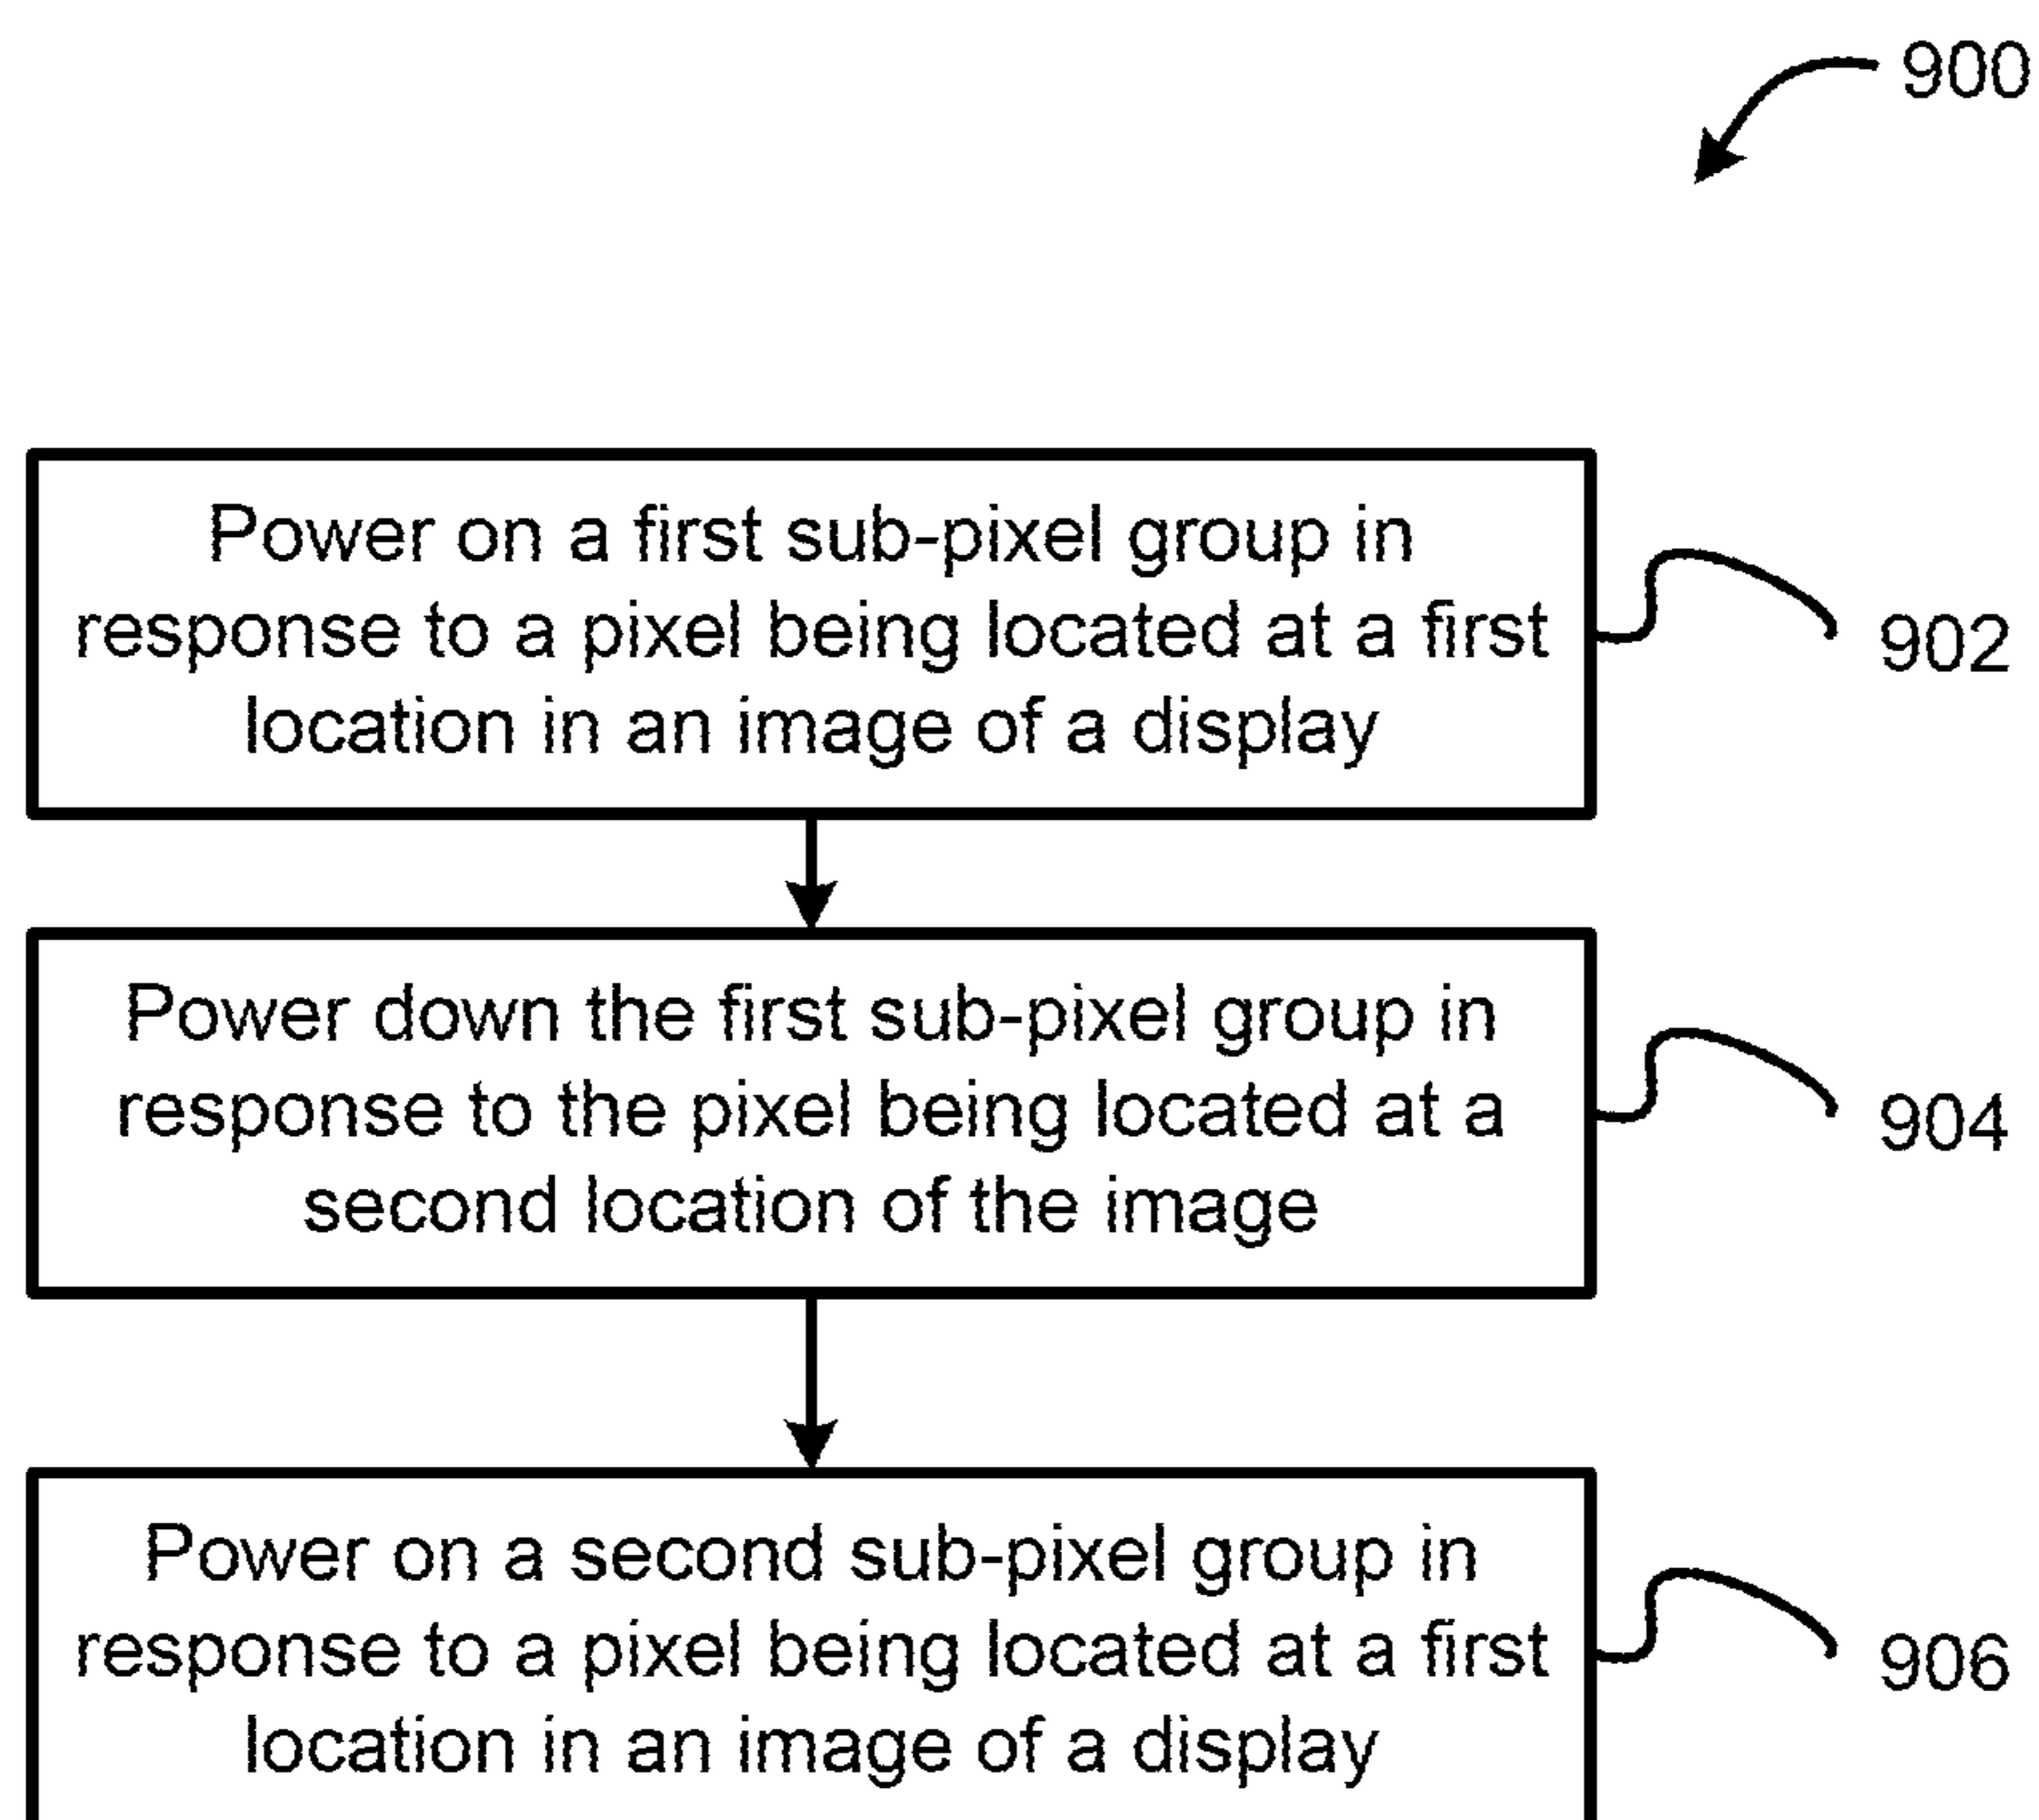 900
Power on a first sub-pixel group in
response to a pixel being located at a first
location in an image of a display
902
Power down the first sub-pixel group in
response to the pixel being located at a
second location of the image
904
Power on a second sub-pixel group in
response to a pixel being located at a first
location in an image of a display
906